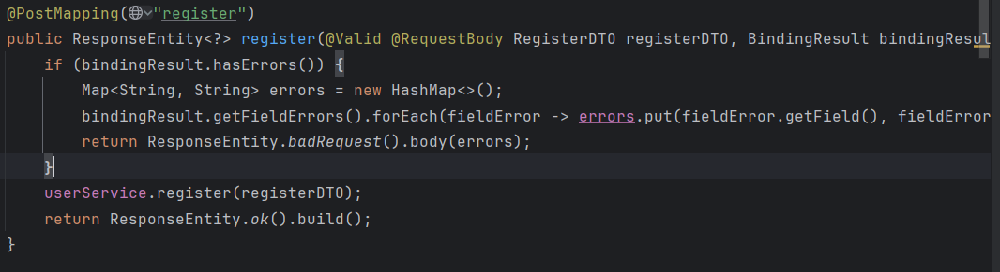 @PostMapping("register")
public ResponseEntity<?> register(@Valid @RequestBody RegisterDTO registerDTO, BindingResult bindingResul
if (bindingResult.hasErrors()) {
Map<String, String> errors = new HashMap<>();
bindingResult.getFieldErrors().forEach(fieldError -> errors.put(fieldError.getField(), fieldError
return ResponseEntity.badRequest().body(errors);
}
userService.register(registerDTO);
return ResponseEntity.ok().build();
}